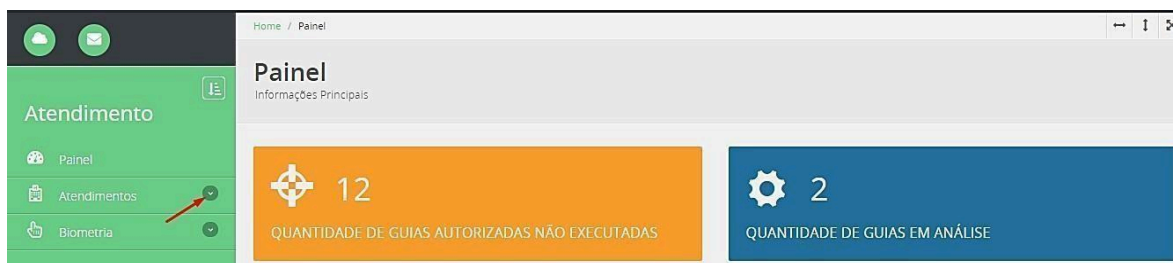 Home / Painel
Painel
Informações Principais
Atendimento
Painel
Atendimentos
Biometria
12
QUANTIDADE DE GUIAS AUTORIZADAS NÃO EXECUTADAS
2
QUANTIDADE DE GUIAS EM ANÁLISE